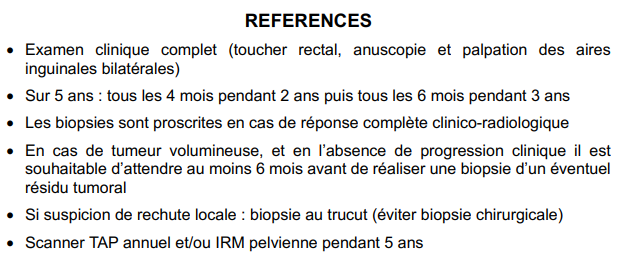 REFERENCES
• Examen clinique complet (toucher rectal, anuscopie et palpation des aires
inguinales bilatérales)
• Sur 5 ans : tous les 4 mois pendant 2 ans puis tous les 6 mois pendant 3 ans
• Les biopsies sont proscrites en cas de réponse complète clinico-radiologique
• En cas de tumeur volumineuse, et en l’absence de progression clinique il est
souhaitable d’attendre au moins 6 mois avant de réaliser une biopsie d’un éventuel
résidu tumoral
• Si suspicion de rechute locale : biopsie au trucut (éviter biopsie chirurgicale)
• Scanner TAP annuel et/ou IRM pelvienne pendant 5 ans